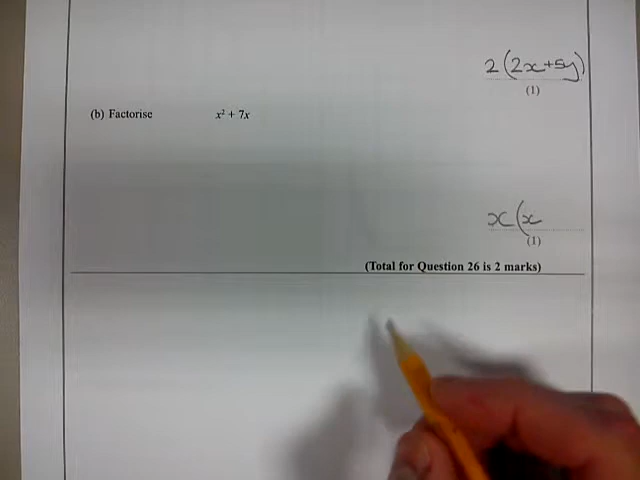 2(2x+5y)
(1)
(b) Factorise x² + 7x
x(x
(1)
(Total for Question 26 is 2 marks)